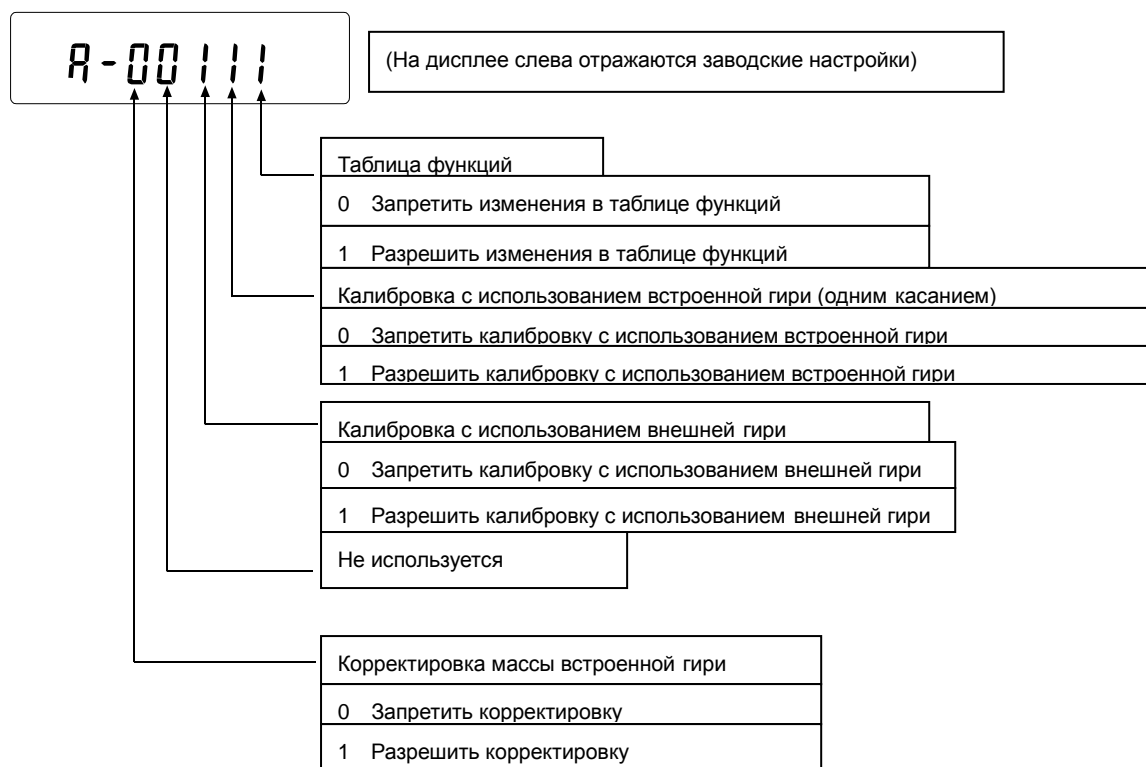 A-00111
(На дисплее слева отражаются заводские настройки)
Таблица функций
0 Запретить изменения в таблице функций
1 Разрешить изменения в таблице функций
Калибровка с использованием встроенной гири (одним касанием)
0 Запретить калибровку с использованием встроенной гири
1 Разрешить калибровку с использованием встроенной гири
Калибровка с использованием внешней гири
0 Запретить калибровку с использованием внешней гири
1 Разрешить калибровку с использованием внешней гири
Не используется
Корректировка массы встроенной гири
0 Запретить корректировку
1 Разрешить корректировку